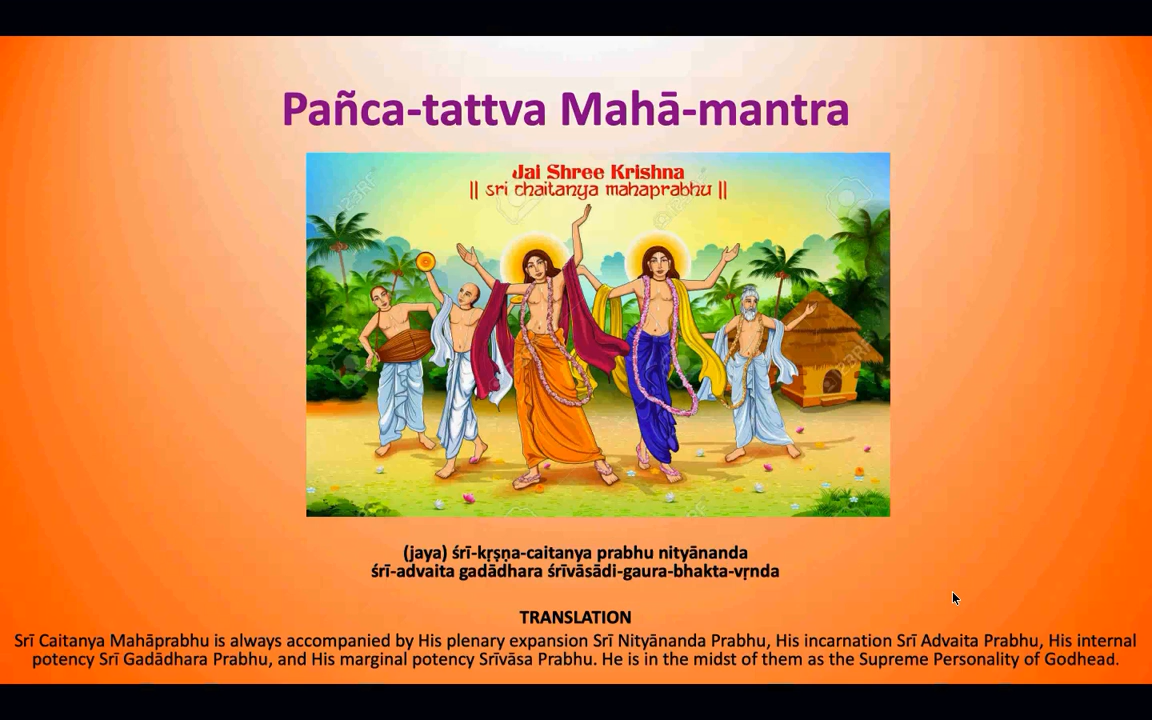 Pañca-tattva Mahā-mantra
Jai Shree Krishna
|| sri chaitanya mahaprabhu ||
(jaya) śrī-kṛṣṇa-caitanya prabhu nityānanda
śrī-advaita gadādhara śrīvāsādi-gaura-bhakta-vṛnda
TRANSLATION
Srī Caitanya Mahāprabhu is always accompanied by His plenary expansion Srī Nityānanda Prabhu, His incarnation Srī Advaita Prabhu, His internal
potency Srī Gadādhara Prabhu, and His marginal potency Srīvāsa Prabhu. He is in the midst of them as the Supreme Personality of Godhead.